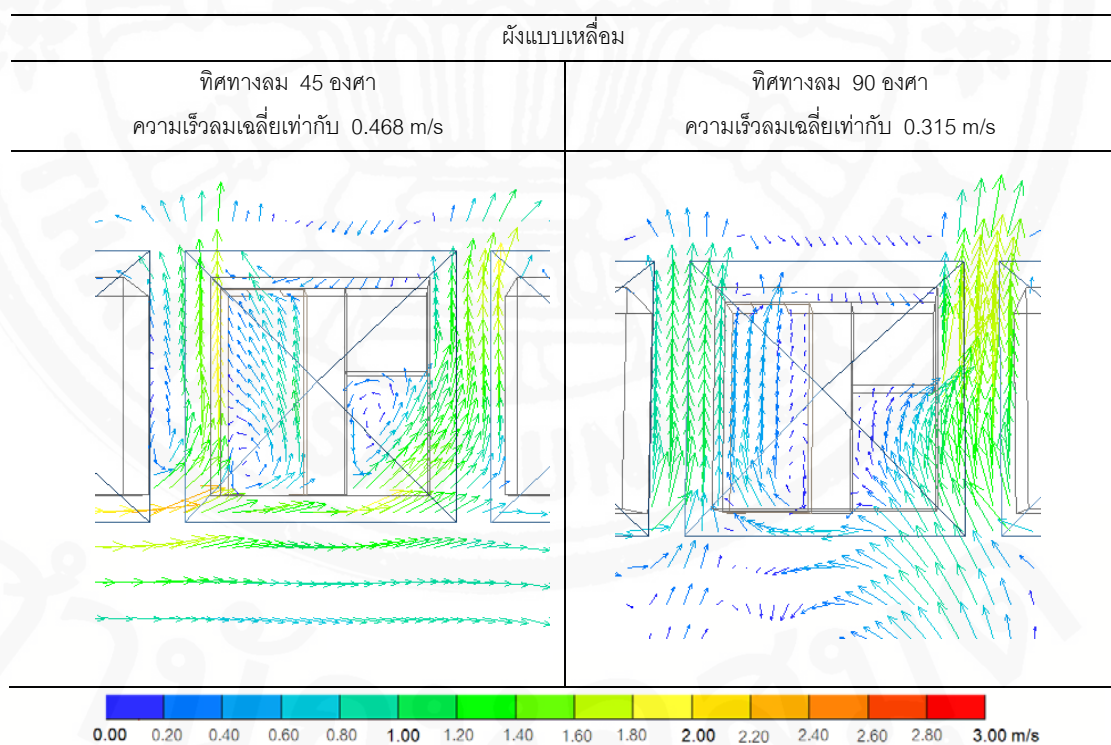 ผังแบบเหลื่อม
ทิศทางลม 45 องศา
ความเร็วลมเฉลี่ยเท่ากับ 0.468 m/s
ทิศทางลม 90 องศา
ความเร็วลมเฉลี่ยเท่ากับ 0.315 m/s
0.00 0.20 0.40 0.60 0.80 1.00 1.20 1.40 1.60 1.80 2.00 2.20 2.40 2.60 2.80 3.00 m/s